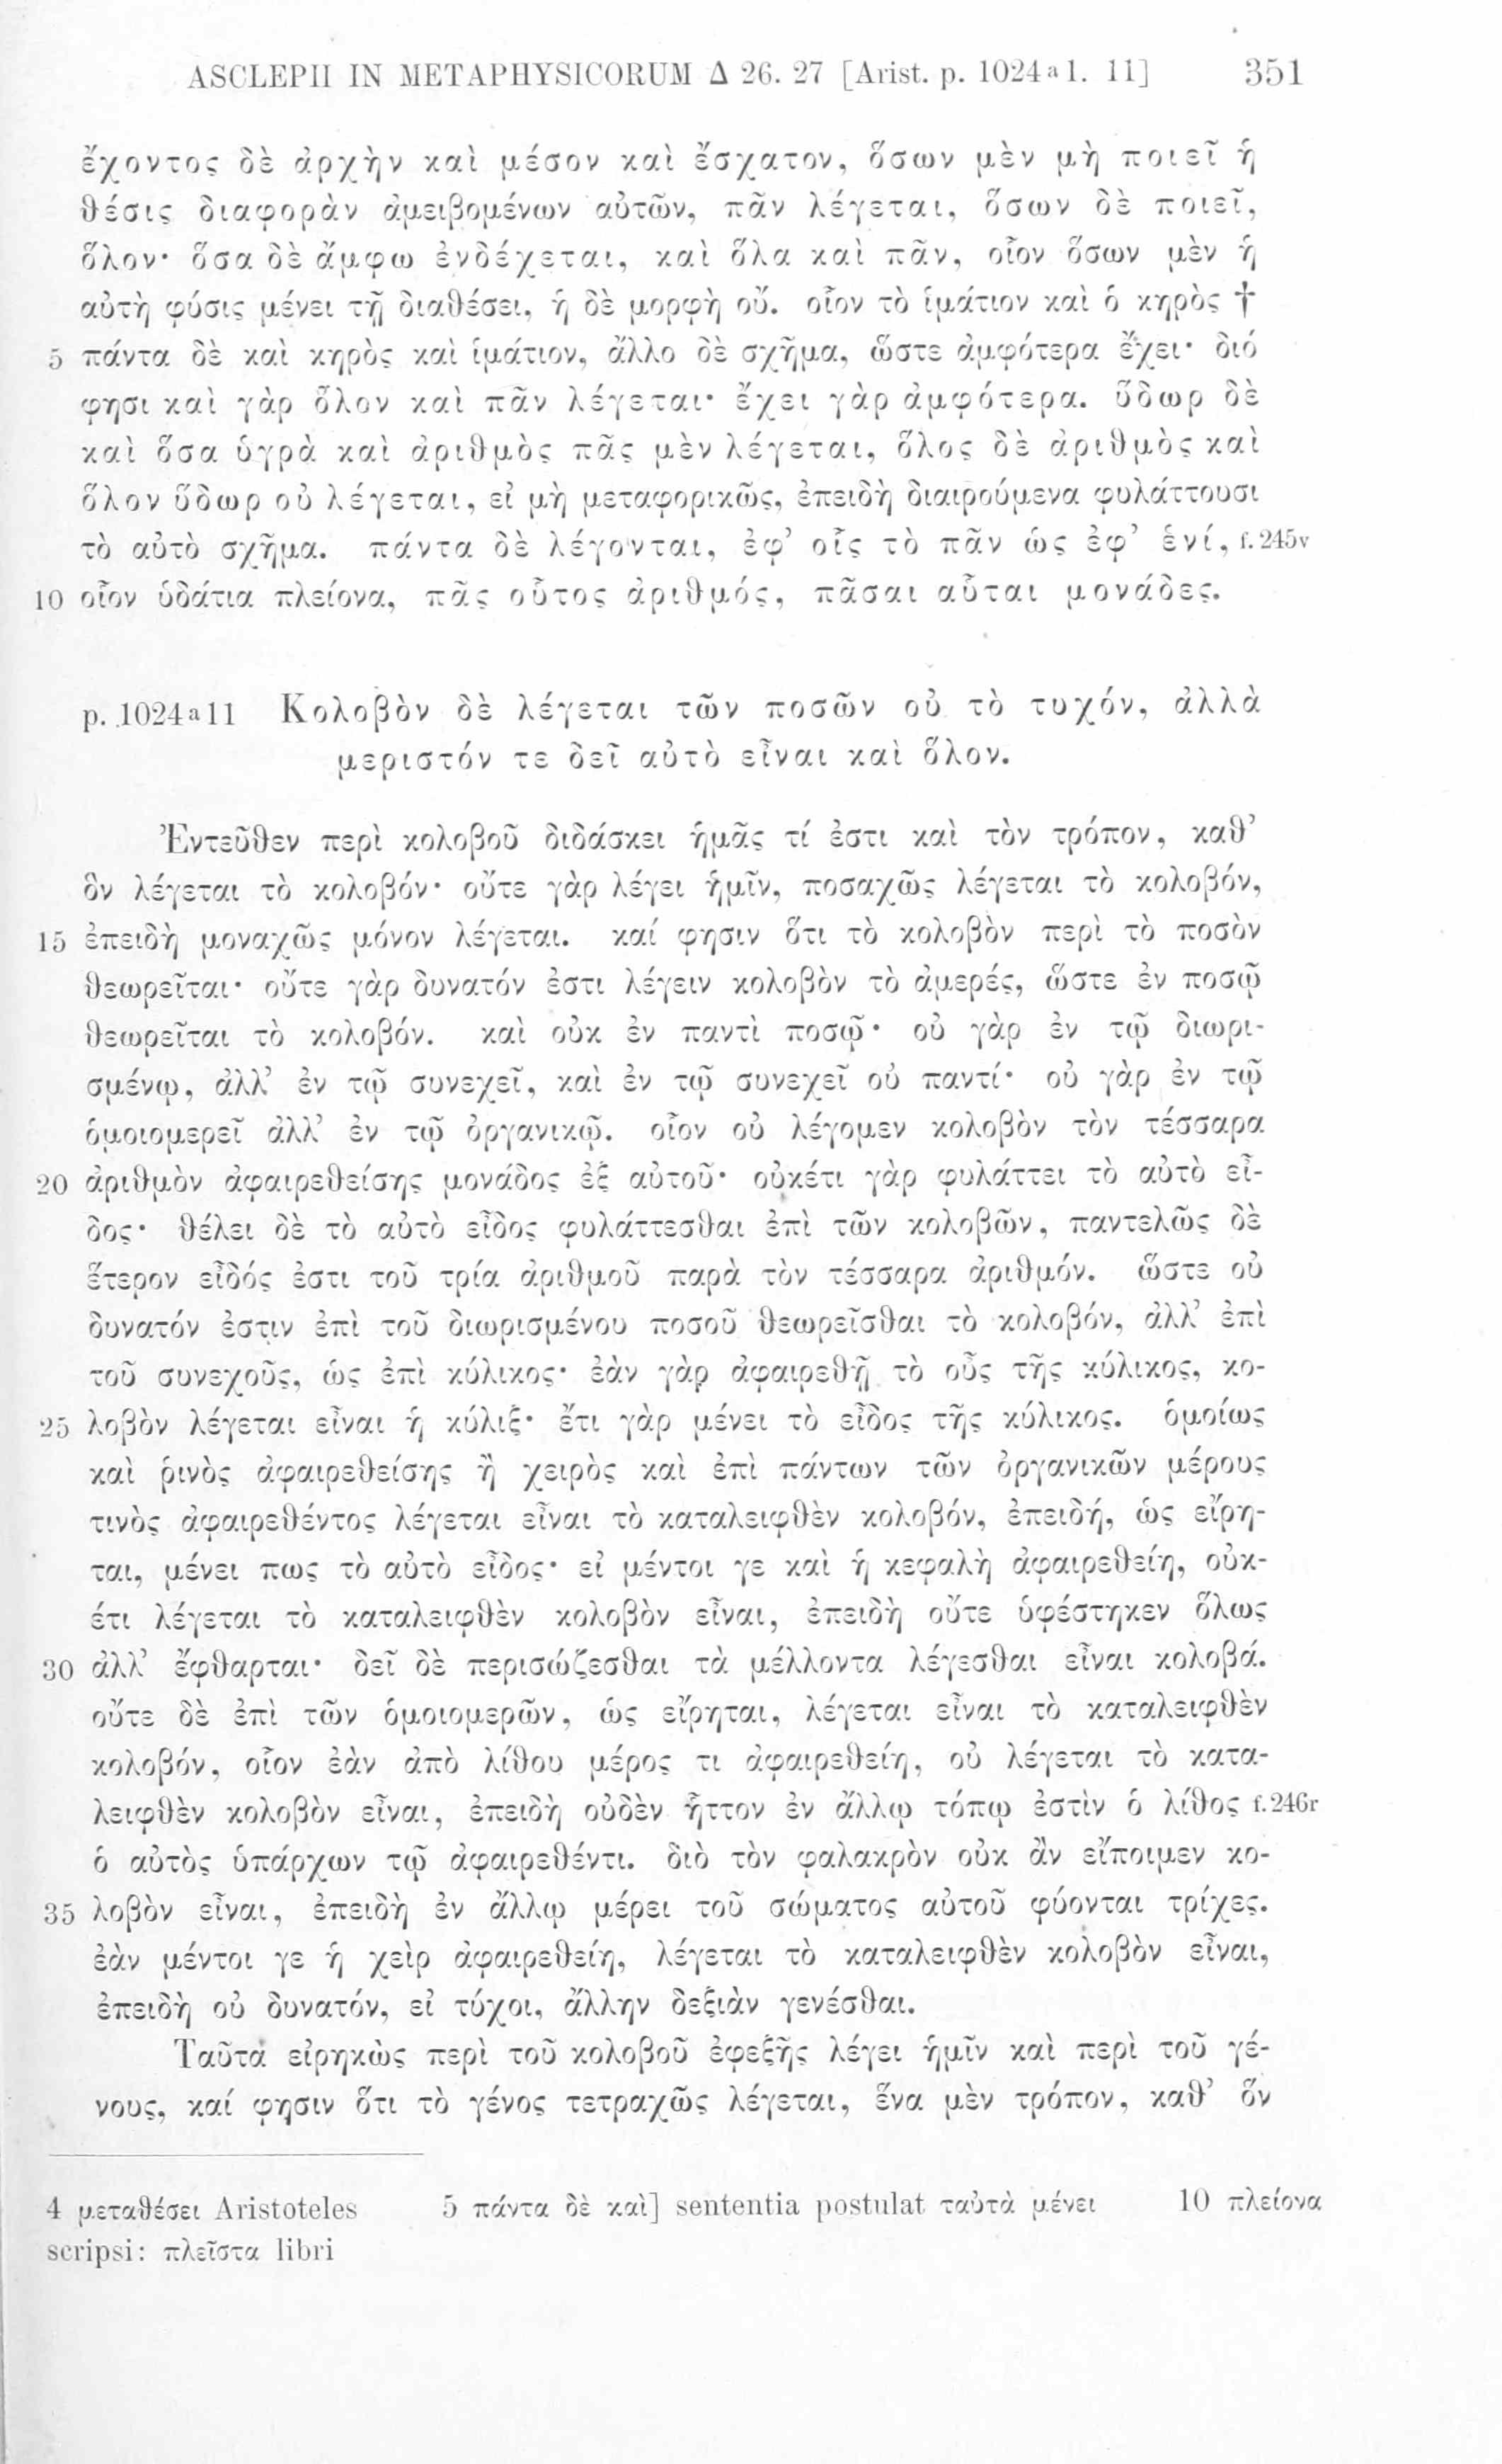 ASCLEPII IN METAPHYSICORUM Δ 26. 27 [Arist. p. 1024ª1. 11] 351
ἔχοντος δὲ ἀρχὴν καὶ μέσον καὶ ἔσχατον, ὅσων μὲν μὴ ποιεῖ ἡ
θέσις διαφορὰν ἀμειβομένων αὐτῶν, πᾶν λέγεται, ὅσων δὲ ποιεῖ,
ὅλον· ὅσα δὲ ἄμφω ἐνδέχεται, καὶ ὅλα καὶ πᾶν, οἷον ὅσων μὲν ἡ
αὐτὴ φύσις μένει τῇ διαθέσει, ἡ δὲ μορφὴ οὔ. οἷον τὸ ἱμάτιον καὶ ὁ κηρὸς †
5 πάντα δὲ καὶ κηρὸς καὶ ἱμάτιον, ἄλλο δὲ σχῆμα, ὥστε ἀμφότερα ἔχει· διό
φησι καὶ γὰρ ὅλον καὶ πᾶν λέγεται· ἔχει γὰρ ἀμφότερα. ὕδωρ δὲ
καὶ ὅσα ὑγρὰ καὶ ἀριθμὸς πᾶς μὲν λέγεται, ὅλος δὲ ἀριθμὸς καὶ
ὅλον ὕδωρ οὐ λέγεται, εἰ μὴ μεταφορικῶς, ἐπειδὴ διαιρούμενα φυλάττουσι
τὸ αὐτὸ σχῆμα. πάντα δὲ λέγονται, ἐφ’ οἷς τὸ πᾶν ὡς ἐφ’ ἑνί, f. 245v
10 οἷον ὑδάτια πλείονα, πᾶς οὗτος ἀριθμός, πᾶσαι αὗται μονάδες.
p. 1024ª11 Κολοβὸν δὲ λέγεται τῶν ποσῶν οὐ τὸ τυχόν, ἀλλὰ
μεριστόν τε δεῖ αὐτὸ εἶναι καὶ ὅλον.
Ἐντεῦθεν περὶ κολοβοῦ διδάσκει ἡμᾶς τί ἐστι καὶ τὸν τρόπον, καθ’
ὃν λέγεται τὸ κολοβόν· οὔτε γὰρ λέγει ἡμῖν, ποσαχῶς λέγεται τὸ κολοβόν,
15 ἐπειδὴ μοναχῶς μόνον λέγεται. καί φησιν ὅτι τὸ κολοβὸν περὶ τὸ ποσὸν
θεωρεῖται· οὔτε γὰρ δυνατόν ἐστι λέγειν κολοβὸν τὸ ἀμερές, ὥστε ἐν ποσῷ
θεωρεῖται τὸ κολοβόν. καὶ οὐκ ἐν παντὶ ποσῷ· οὐ γὰρ ἐν τῷ διωρι-
σμένῳ, ἀλλ’ ἐν τῷ συνεχεῖ, καὶ ἐν τῷ συνεχεῖ οὐ παντί· οὐ γὰρ ἐν τῷ
ὁμοιομερεῖ ἀλλ’ ἐν τῷ ὀργανικῷ. οἷον οὐ λέγομεν κολοβὸν τὸν τέσσαρα
20 ἀριθμὸν ἀφαιρεθείσης μονάδος ἐξ αὐτοῦ· οὐκέτι γὰρ φυλάττει τὸ αὐτὸ εἶ-
δος· θέλει δὲ τὸ αὐτὸ εἶδος φυλάττεσθαι ἐπὶ τῶν κολοβῶν, παντελῶς δὲ
ἕτερον εἶδός ἐστι τοῦ τρία ἀριθμοῦ παρὰ τὸν τέσσαρα ἀριθμόν. ὥστε οὐ
δυνατόν ἐστιν ἐπὶ τοῦ διωρισμένου ποσοῦ θεωρεῖσθαι τὸ κολοβόν, ἀλλ’ ἐπὶ
τοῦ συνεχοῦς, ὡς ἐπὶ κύλικος· ἐὰν γὰρ ἀφαιρεθῇ τὸ οὖς τῆς κύλικος, κο-
25 λοβὸν λέγεται εἶναι ἡ κύλιξ· ἔτι γὰρ μένει τὸ εἶδος τῆς κύλικος. ὁμοίως
καὶ ῥινὸς ἀφαιρεθείσης ἢ χειρὸς καὶ ἐπὶ πάντων τῶν ὀργανικῶν μέρους
τινὸς ἀφαιρεθέντος λέγεται εἶναι τὸ καταλειφθὲν κολοβόν, ἐπειδή, ὡς εἴρη-
ται, μένει πως τὸ αὐτὸ εἶδος· εἰ μέντοι γε καὶ ἡ κεφαλὴ ἀφαιρεθείη, οὐκ-
έτι λέγεται τὸ καταλειφθὲν κολοβὸν εἶναι, ἐπειδὴ οὔτε ὑφέστηκεν ὅλως
30 ἀλλ’ ἔφθαρται· δεῖ δὲ περισώζεσθαι τὰ μέλλοντα λέγεσθαι εἶναι κολοβά.
οὔτε δὲ ἐπὶ τῶν ὁμοιομερῶν, ὡς εἴρηται, λέγεται εἶναι τὸ καταλειφθὲν
κολοβόν, οἷον ἐὰν ἀπὸ λίθου μέρος τι ἀφαιρεθείη, οὐ λέγεται τὸ κατα-
λειφθὲν κολοβὸν εἶναι, ἐπειδὴ οὐδὲν ἧττον ἐν ἄλλῳ τόπῳ ἐστὶν ὁ λίθος f. 246r
ὁ αὐτὸς ὑπάρχων τῷ ἀφαιρεθέντι. διὸ τὸν φαλακρὸν οὐκ ἂν εἴποιμεν κο-
35 λοβὸν εἶναι, ἐπειδὴ ἐν ἄλλῳ μέρει τοῦ σώματος αὐτοῦ φύονται τρίχες.
ἐὰν μέντοι γε ἡ χεὶρ ἀφαιρεθείη, λέγεται τὸ καταλειφθὲν κολοβὸν εἶναι,
ἐπειδὴ οὐ δυνατόν, εἰ τύχοι, ἄλλην δεξιὰν γενέσθαι.
Ταῦτα εἰρηκὼς περὶ τοῦ κολοβοῦ ἐφεξῆς λέγει ἡμῖν καὶ περὶ τοῦ γέ-
νους, καί φησιν ὅτι τὸ γένος τετραχῶς λέγεται, ἕνα μὲν τρόπον, καθ’ ὃν
4 μεταθέσει Aristoteles 5 πάντα δὲ καὶ] sententia postulat ταὐτὰ μένει 10 πλείονα
scripsi: πλεῖστα libri